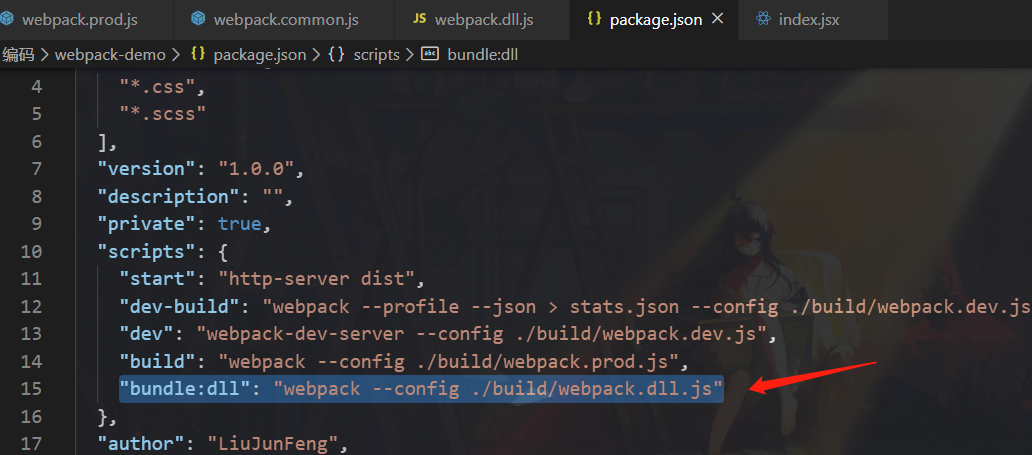 webpack.prod.js webpack.common.js JS webpack.dll.js {} package.json × index.jsx
编码 > webpack-demo > {} package.json > {} scripts > abc bundle:dll
4 "*.css",
5 "*.scss"
6 ],
7 "version": "1.0.0",
8 "description": "",
9 "private": true,
10 "scripts": {
11 "start": "http-server dist",
12 "dev-build": "webpack --profile --json > stats.json --config ./build/webpack.dev.js
13 "dev": "webpack-dev-server --config ./build/webpack.dev.js",
14 "build": "webpack --config ./build/webpack.prod.js",
15 "bundle:dll": "webpack --config ./build/webpack.dll.js"
16 },
17 "author": "LiuJunFeng",